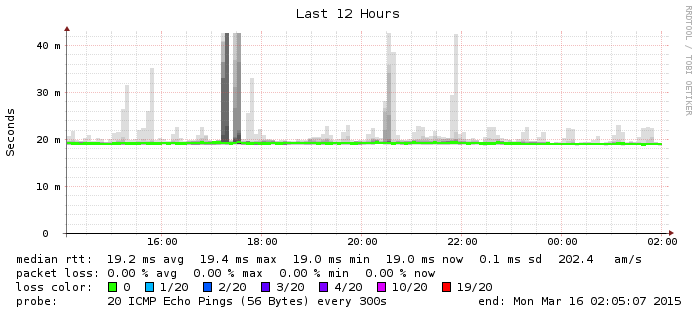 Last 12 Hours
RRDTOOL / TOBI OETIKER
Seconds
40 m
30 m
20 m
10 m
0
16:00 18:00 20:00 22:00 00:00 02:00
median rtt: 19.2 ms avg 19.4 ms max 19.0 ms min 19.0 ms now 0.1 ms sd 202.4 am/s
packet loss: 0.00 % avg 0.00 % max 0.00 % min 0.00 % now
loss color: 0 1/20 2/20 3/20 4/20 10/20 19/20
probe: 20 ICMP Echo Pings (56 Bytes) every 300s end: Mon Mar 16 02:05:07 2015